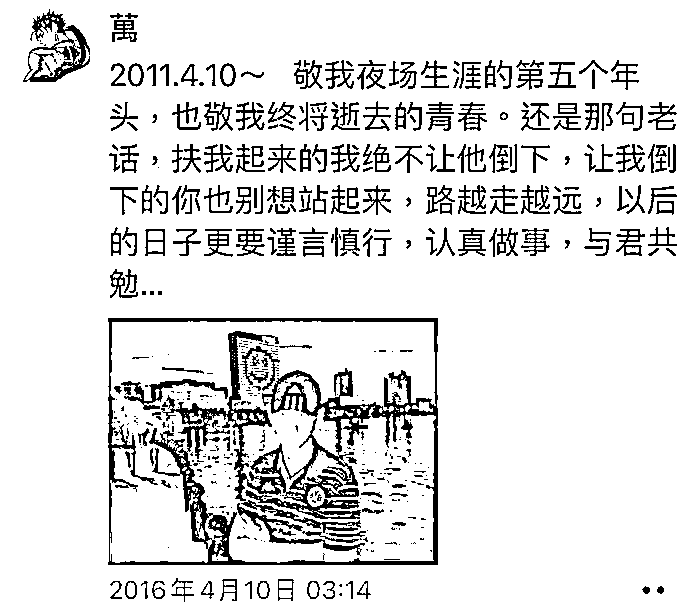 萬
2011.4.10～ 敬我夜场生涯的第五个年
头，也敬我终将逝去的青春。还是那句老
话，扶我起来的我绝不让他倒下，让我倒
下的你也别想站起来，路越走越远，以后
的日子更要谨言慎行，认真做事，与君共
勉...
2016年4月10日 03:14